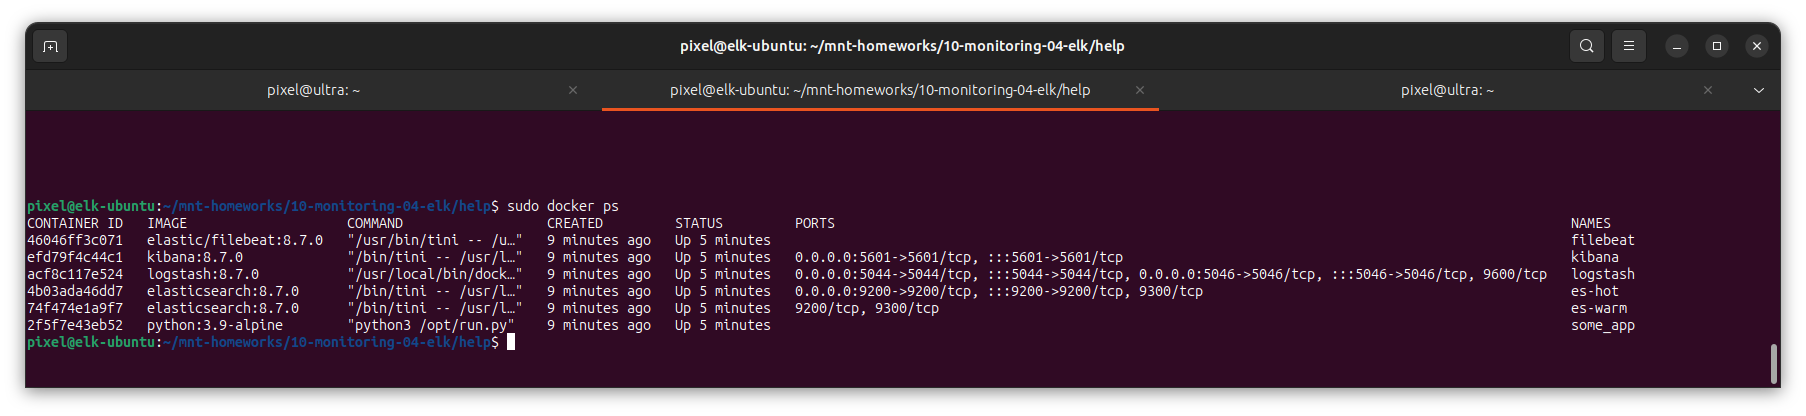 pixel@elk-ubuntu: ~/mnt-homeworks/10-monitoring-04-elk/help
pixel@ultra: ~ pixel@elk-ubuntu: ~/mnt-homeworks/10-monitoring-04-elk/help pixel@ultra: ~
pixel@elk-ubuntu:~/mnt-homeworks/10-monitoring-04-elk/help$ sudo docker ps
CONTAINER ID   IMAGE                    COMMAND                  CREATED         STATUS         PORTS                                                                                            NAMES
46046ff3c071   elastic/filebeat:8.7.0   "/usr/bin/tini -- /u…"   9 minutes ago   Up 5 minutes                                                                                                    filebeat
efd79f4c44c1   kibana:8.7.0             "/bin/tini -- /usr/l…"   9 minutes ago   Up 5 minutes   0.0.0.0:5601->5601/tcp, :::5601->5601/tcp                                                        kibana
acf8c117e524   logstash:8.7.0           "/usr/local/bin/dock…"   9 minutes ago   Up 5 minutes   0.0.0.0:5044->5044/tcp, :::5044->5044/tcp, 0.0.0.0:5046->5046/tcp, :::5046->5046/tcp, 9600/tcp   logstash
4b03ada46dd7   elasticsearch:8.7.0      "/bin/tini -- /usr/l…"   9 minutes ago   Up 5 minutes   0.0.0.0:9200->9200/tcp, :::9200->9200/tcp, 9300/tcp                                              es-hot
74f474e1a9f7   elasticsearch:8.7.0      "/bin/tini -- /usr/l…"   9 minutes ago   Up 5 minutes   9200/tcp, 9300/tcp                                                                               es-warm
2f5f7e43eb52   python:3.9-alpine        "python3 /opt/run.py"    9 minutes ago   Up 5 minutes                                                                                                    some_app
pixel@elk-ubuntu:~/mnt-homeworks/10-monitoring-04-elk/help$